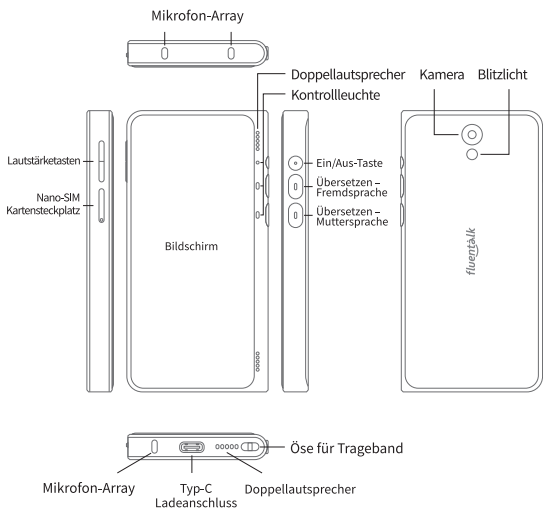 Mikrofon-Array
Doppellautsprecher
Kamera
Blitzlicht
Kontrollleuchte
Lautstärketasten
Ein/Aus-Taste
Übersetzen –
Fremdsprache
Nano-SIM
Kartensteckplatz
Übersetzen –
Muttersprache
Bildschirm
fluentalk
Öse für Trageband
Mikrofon-Array
Typ-C
Ladeanschluss
Doppellautsprecher